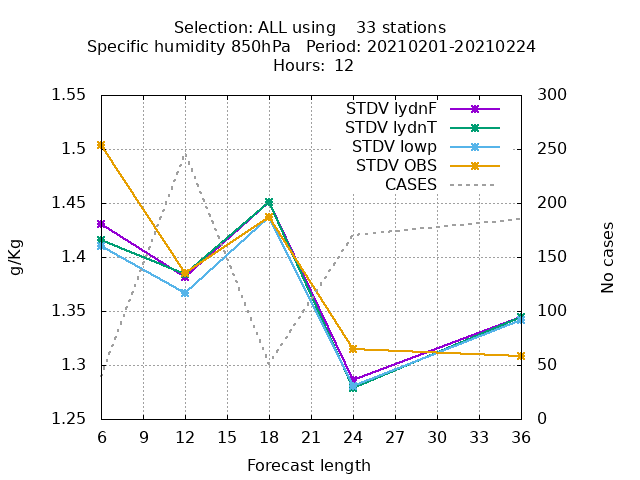 Selection: ALL using    33 stations
Specific humidity 850hPa   Period: 20210201-20210224
Hours: 12
1.55
1.5
1.45
1.4
1.35
1.3
1.25
g/Kg
STDV lydnF
STDV lydnT
STDV lowp
STDV OBS
CASES
300
250
200
150
100
50
0
No cases
6 9 12 15 18 21 24 27 30 33 36
Forecast length